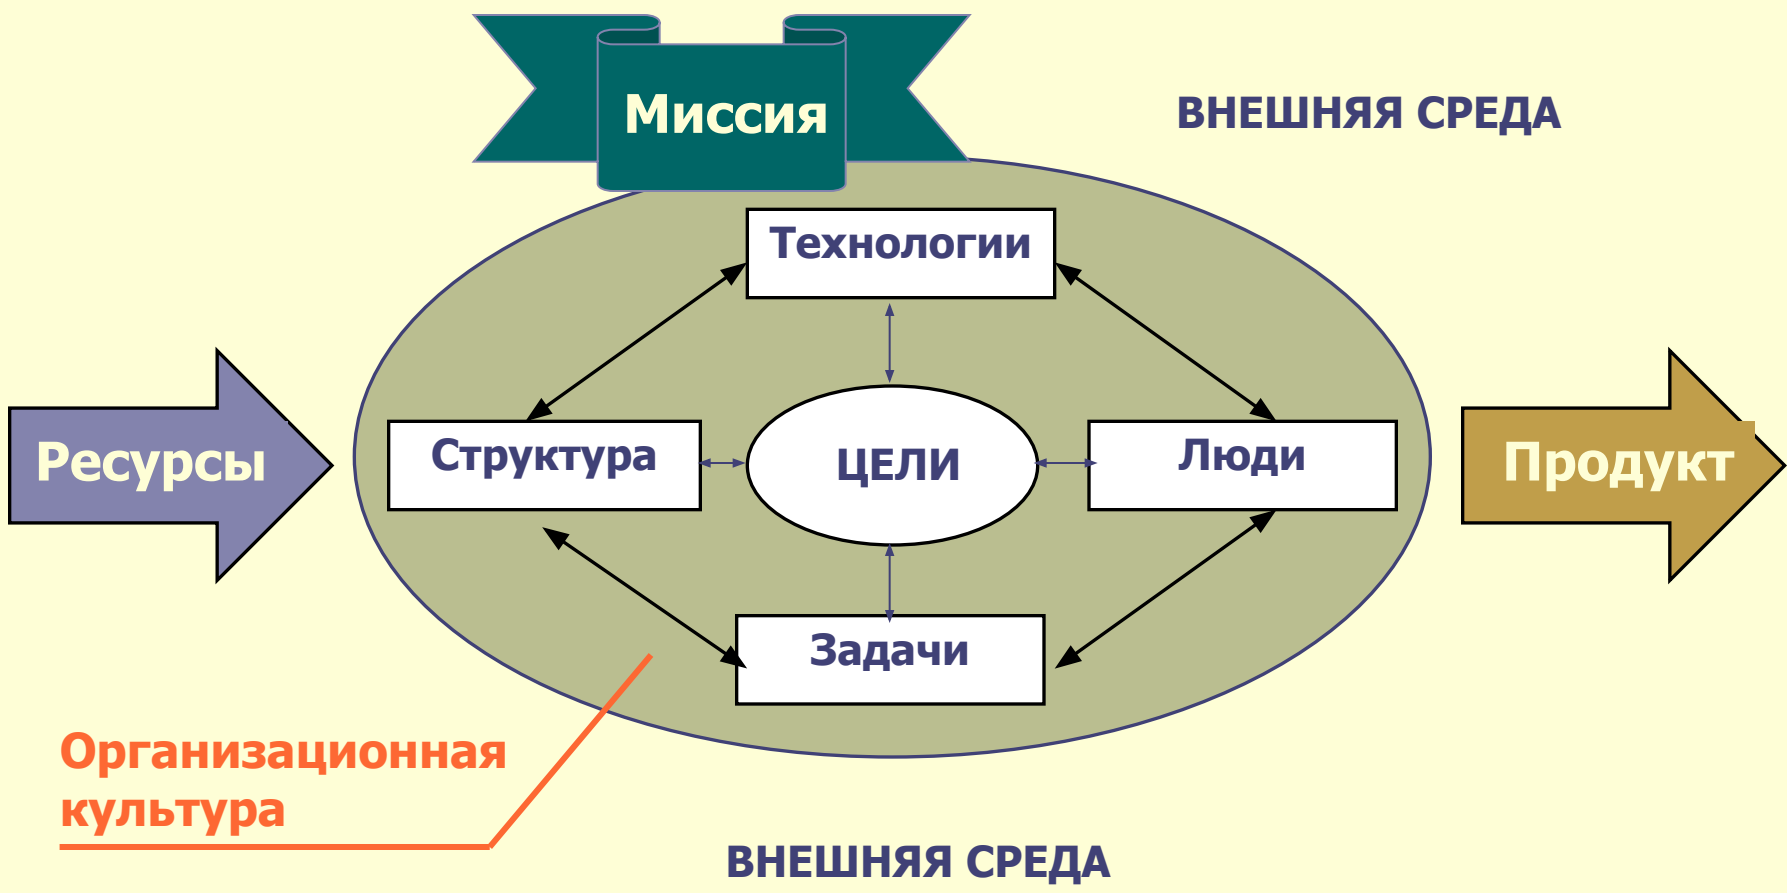 Миссия
ВНЕШНЯЯ СРЕДА
Технологии
Ресурсы
Структура
ЦЕЛИ
Люди
Продукт
Задачи
Организационная
культура
ВНЕШНЯЯ СРЕДА